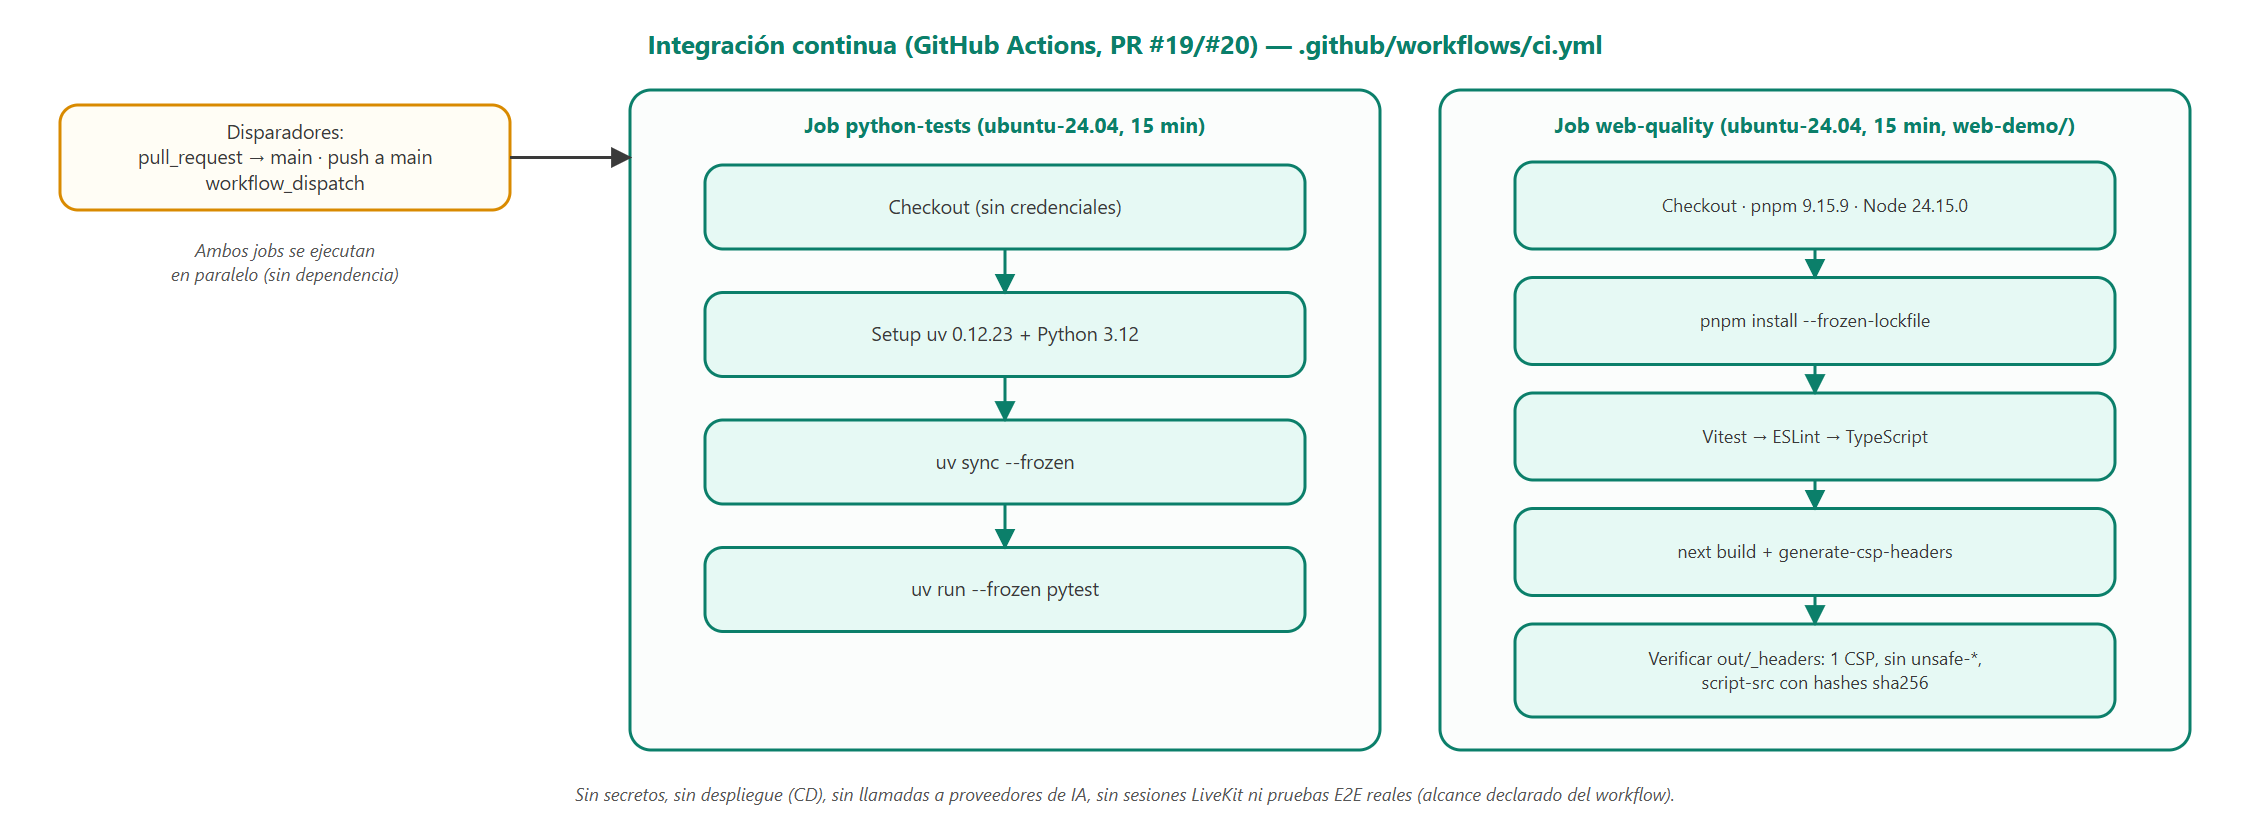 Integración continua (GitHub Actions, PR #19/#20) — .github/workflows/ci.yml
Disparadores:
pull_request → main · push a main
workflow_dispatch
Ambos jobs se ejecutan
en paralelo (sin dependencia)
Job python-tests (ubuntu-24.04, 15 min)
Checkout (sin credenciales)
Setup uv 0.12.23 + Python 3.12
uv sync --frozen
uv run --frozen pytest
Job web-quality (ubuntu-24.04, 15 min, web-demo/)
Checkout · pnpm 9.15.9 · Node 24.15.0
pnpm install --frozen-lockfile
Vitest → ESLint → TypeScript
next build + generate-csp-headers
Verificar out/_headers: 1 CSP, sin unsafe-*,
script-src con hashes sha256
Sin secretos, sin despliegue (CD), sin llamadas a proveedores de IA, sin sesiones LiveKit ni pruebas E2E reales (alcance declarado del workflow).